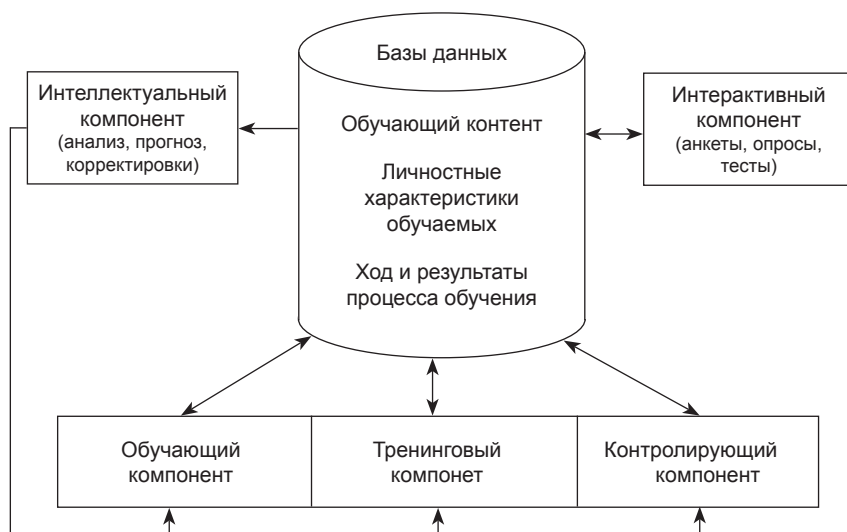 Базы данных
Интеллектуальный
компонент
(анализ, прогноз,
корректировки)
Обучающий контент
Личностные
характеристики
обучаемых
Ход и результаты
процесса обучения
Интерактивный
компонент
(анкеты, опросы,
тесты)
Обучающий
компонент
Тренинговый
компонет
Контролирующий
компонент